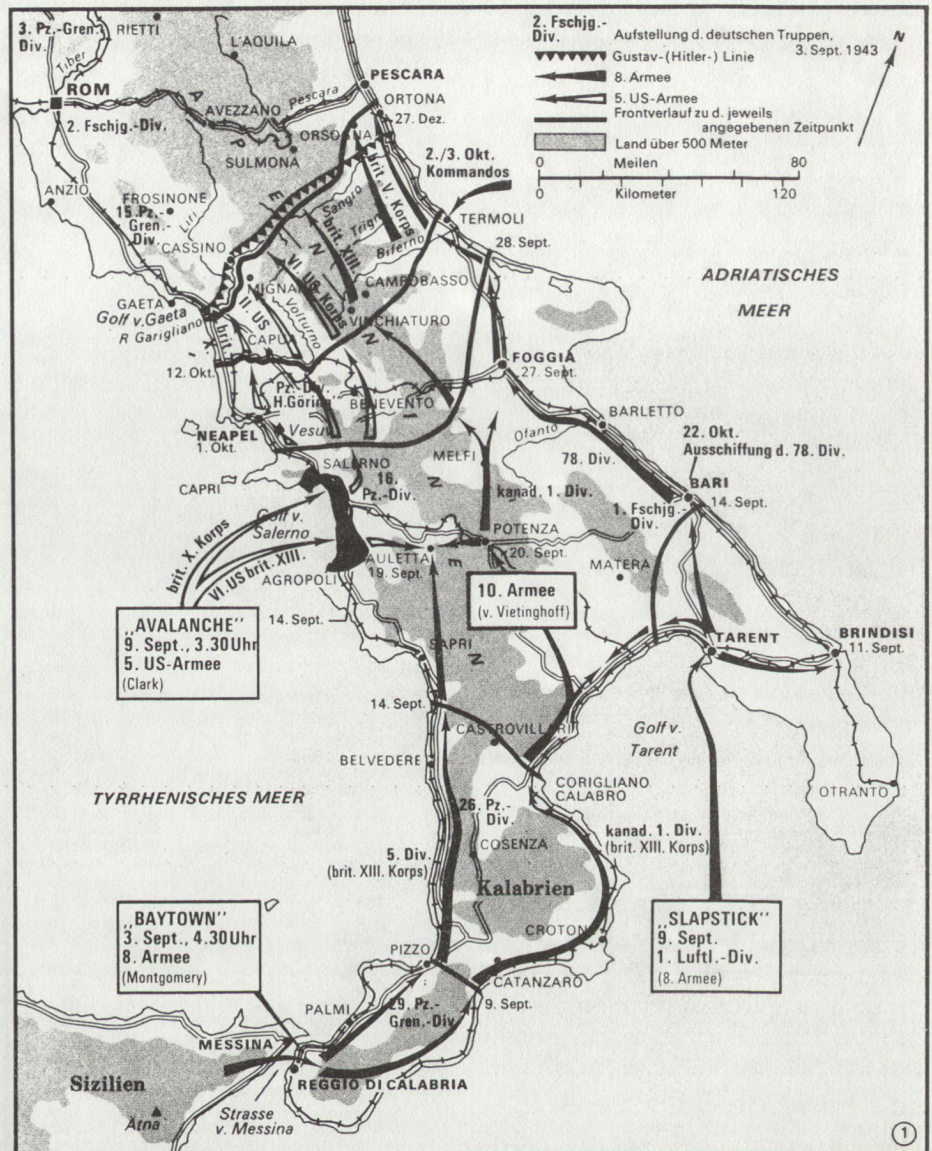 3. Pz.-Gren.
Div.
RIETTI
Tiber
L'AQUILA
ROM
AVEZZANO
Pescara
PESCARA
ORTONA
27. Dez.
2. Fschjg.-Div.
SULMONA
ORSOGNA
2. Fschjg.-
Div.
Aufstellung d. deutschen Truppen,
3. Sept. 1943
Gustav-(Hitler-) Linie
8. Armee
5. US-Armee
Frontverlauf zu d. jeweils
angegebenen Zeitpunkt
Land über 500 Meter
0 Meilen 80
0 Kilometer 120
N
A
P
E
N
N
I
N
E
N
ANZIO
FROSINONE
15. Pz.-
Gren.-
Div.
Liri
CASSINO
brit. V. Korps
2./3. Okt.
Kommandos
Sangro
Trigno
Biferno
brit. XIII.
TERMOLI
28. Sept.
ADRIATISCHES
MEER
GAETA
Golf v. Gaeta
R Garigliano
MIGNANO
VI. US Korps
II. US
Volturno
CAMPOBASSO
VINCHIATURO
brit. X.
CAPUA
12. Okt.
Pz.-Div.
H.Göring"
BENEVENTO
FOGGIA
27. Sept.
NEAPEL
1. Okt.
Vesuv
BARLETTO
Ofanto
22. Okt.
Ausschiffung d. 78. Div.
CAPRI
SALERNO
16.
Pz.-Div.
MELFI
78. Div.
kanad. 1. Div.
BARI
14. Sept.
1. Fschjg.-
Div.
Golf v.
Salerno
brit. X. Korps
VI. US brit. XIII.
POTENZA
20. Sept.
AULETTA
19. Sept.
MATERA
AGROPOLI
14. Sept.
„AVALANCHE"
9. Sept., 3.30Uhr
5. US-Armee
(Clark)
10. Armee
(v. Vietinghoff)
SAPRI
TARENT
BRINDISI
11. Sept.
14. Sept.
CASTROVILLARI
Golf v.
Tarent
BELVEDERE
CORIGLIANO
CALABRO
OTRANTO
TYRRHENISCHES MEER
26. Pz.-
Div.
COSENZA
kanad. 1. Div.
(brit. XIII. Korps)
5. Div.
(brit. XIII. Korps)
Kalabrien
„BAYTOWN"
3. Sept., 4.30Uhr
8. Armee
(Montgomery)
„SLAPSTICK"
9. Sept.
1. Luftl.-Div.
(8. Armee)
CROTONE
PIZZO
CATANZARO
9. Sept.
PALMI
29. Pz.-
Gren.-Div.
MESSINA
REGGIO DI CALABRIA
Sizilien
Ätna
Strasse
v. Messina
1